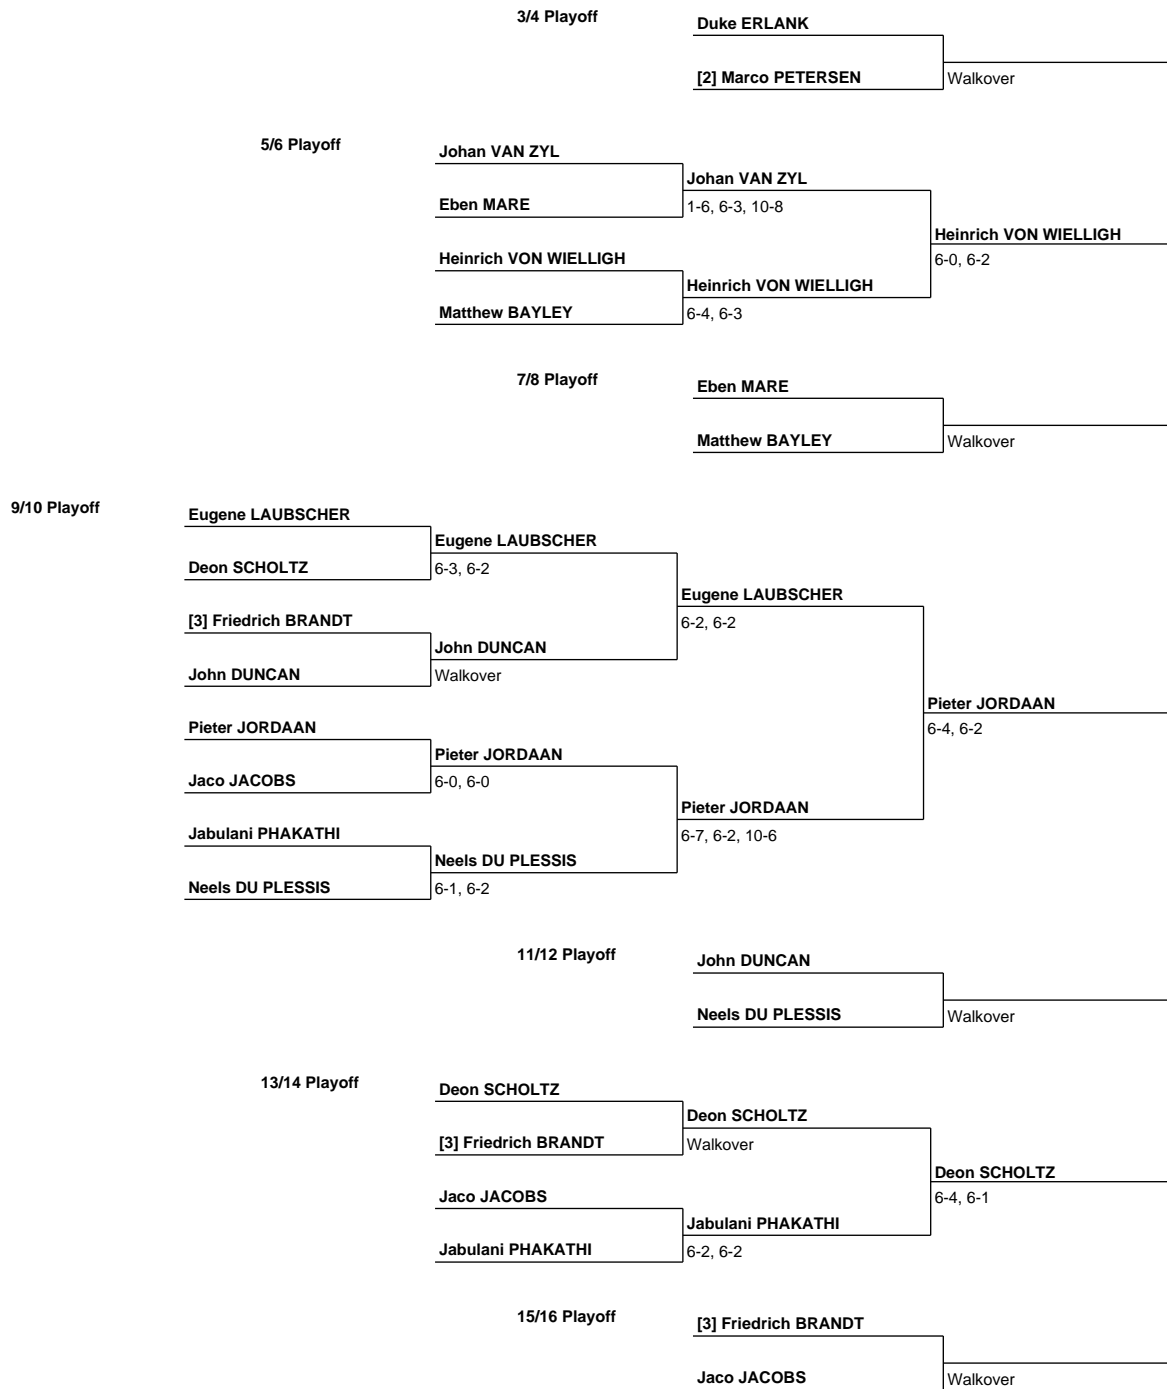 3/4 Playoff
Duke ERLANK
[2] Marco PETERSEN
Walkover
5/6 Playoff
Johan VAN ZYL
Johan VAN ZYL
Eben MARE
1-6, 6-3, 10-8
Heinrich VON WIELLIGH
Heinrich VON WIELLIGH
6-0, 6-2
Heinrich VON WIELLIGH
Matthew BAYLEY
6-4, 6-3
7/8 Playoff
Eben MARE
Matthew BAYLEY
Walkover
9/10 Playoff
Eugene LAUBSCHER
Eugene LAUBSCHER
Deon SCHOLTZ
6-3, 6-2
Eugene LAUBSCHER
[3] Friedrich BRANDT
6-2, 6-2
John DUNCAN
John DUNCAN
Walkover
Pieter JORDAAN
Pieter JORDAAN
6-4, 6-2
Pieter JORDAAN
Jaco JACOBS
6-0, 6-0
Pieter JORDAAN
Jabulani PHAKATHI
6-7, 6-2, 10-6
Neels DU PLESSIS
Neels DU PLESSIS
6-1, 6-2
11/12 Playoff
John DUNCAN
Neels DU PLESSIS
Walkover
13/14 Playoff
Deon SCHOLTZ
Deon SCHOLTZ
[3] Friedrich BRANDT
Walkover
Deon SCHOLTZ
Jaco JACOBS
6-4, 6-1
Jabulani PHAKATHI
Jabulani PHAKATHI
6-2, 6-2
15/16 Playoff
[3] Friedrich BRANDT
Jaco JACOBS
Walkover